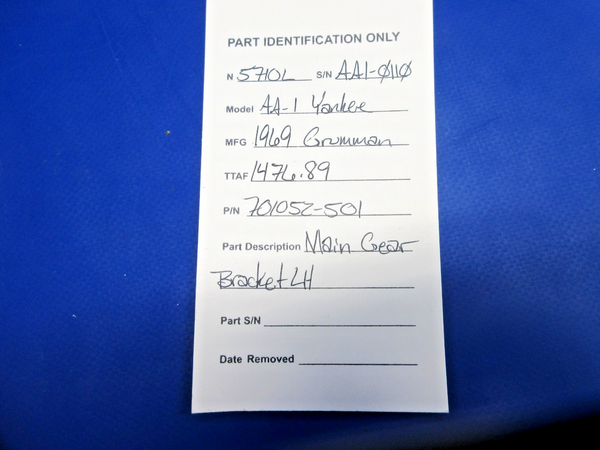 PART IDENTIFICATION ONLY
N 5710L S/N AA1-0110
Model AA-1 Yankee
MFG 1969 Grumman
TTAF 1476.89
P/N 701052-501
Part Description Main Gear
Bracket LH
Part S/N
Date Removed